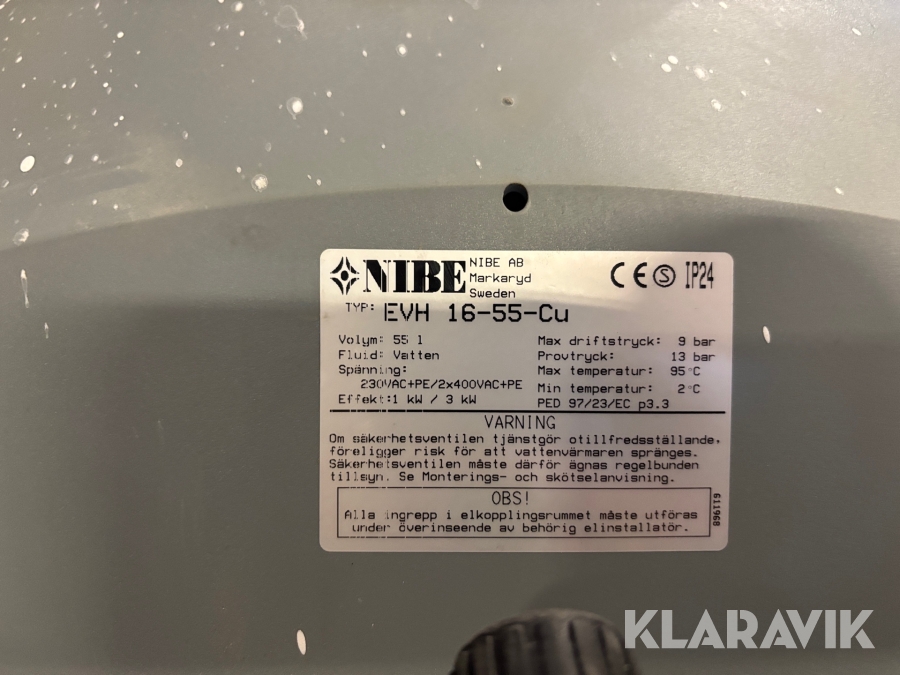 NIBE
NIBE AB
Markaryd
Sweden
CE S IP24
TYP: EVH 16-55-Cu
Volym: 55 l
Fluid: Vatten
Spänning:
230VAC+PE/2x400VAC+PE
Effekt:1 kW / 3 kW
Max driftstryck: 9 bar
Provtryck: 13 bar
Max temperatur: 95°C
Min temperatur: 2°C
PED 97/23/EC p3.3
VARNING
Om säkerhetsventilen tjänstgör otillfredsställande,
föreligger risk för att vattenvärmaren spränges.
Säkerhetsventilen måste därför ägnas regelbunden
tillsyn. Se Monterings- och skötselanvisning.
OBS!
Alla ingrepp i elkopplingsrummet måste utföras
under överinseende av behörig elinstallatör.
611968
KLARAVIK